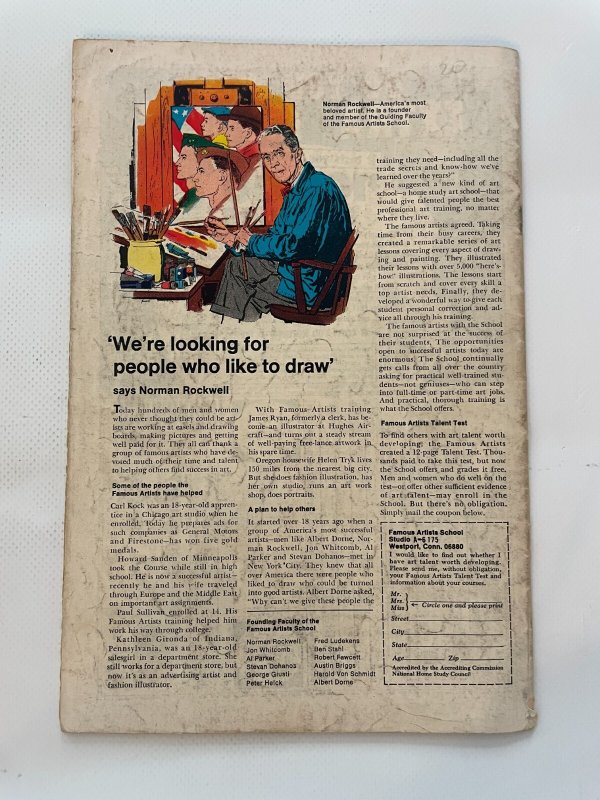 20
Norman Rockwell—America's most
beloved artist. He is a founder
and member of the Guiding Faculty
of the Famous Artists School.
'We're looking for
people who like to draw'
says Norman Rockwell
Today hundreds of men and women
who never thought they could be art-
ists are working at easels and drawing
boards, making pictures and getting
well paid for it. They all can thank a
group of famous artists who have de-
voted much of their time and talent
to helping others find success in art.
Some of the people the
Famous Artists have helped
Carl Kock was an 18-year-old appren-
tice in a Chicago art studio when he
enrolled. Today he prepares ads for
such companies as General Motors
and Firestone—has won five gold
medals.
Howard Sanden of Minneapolis
took the Course while still in high
school. He is now a successful artist—
recently he and his wife traveled
through Europe and the Middle East
on important art assignments.
Paul Sullivan enrolled at 14. His
Famous Artists training helped him
work his way through college.
Kathleen Gironda of Indiana,
Pennsylvania, was an 18-year-old
salesgirl in a department store. She
still works for a department store, but
now it's as an advertising artist and
fashion illustrator.
With Famous Artists training
James Ryan, formerly a clerk, has be-
come an illustrator at Hughes Air-
craft—and turns out a steady stream
of well-paying free-lance artwork in
his spare time.
Oregon housewife Helen Tryk lives
150 miles from the nearest big city.
But she does fashion illustration, has
her own studio, runs an art work
shop, does portraits.
A plan to help others
It started over 18 years ago when a
group of America's most successful
artists—men like Albert Dorne, Nor-
man Rockwell, Jon Whitcomb, Al
Parker and Stevan Dohanos—met in
New York City. They knew that all
over America there were people who
liked to draw who could be turned
into good artists. Albert Dorne asked,
"Why can't we give these people the
Founding Faculty of the
Famous Artists School
Norman Rockwell
Jon Whitcomb
Al Parker
Stevan Dohanos
George Giusti
Peter Helck
Fred Ludekens
Ben Stahl
Robert Fawcett
Austin Briggs
Harold Von Schmidt
Albert Dorne
training they need—including all the
trade secrets and know-how we've
learned over the years?"
He suggested a new kind of art
school—a home study art school—that
would give talented people the best
professional art training, no matter
where they live.
The famous artists agreed. Taking
time from their busy careers, they
created a remarkable series of art
lessons covering every aspect of draw-
ing and painting. They illustrated
their lessons with over 5,000 "here's-
how" illustrations. The lessons start
from scratch and cover every skill a
top artist needs. Finally, they de-
veloped a wonderful way to give each
student personal correction and ad-
vice all through his training.
The famous artists with the School
are not surprised at the success of
their students. The opportunities
open to successful artists today are
enormous! The School continually
gets calls from all over the country
asking for practical well-trained stu-
dents—not geniuses—who can step
into full-time or part-time art jobs.
And practical, thorough training is
what the School offers.
Famous Artists Talent Test
To find others with art talent worth
developing, the Famous Artists
created a 12-page Talent Test. Thou-
sands paid to take this test, but now
the School offers and grades it free.
Men and women who do well on the
test—or offer other sufficient evidence
of art talent—may enroll in the
School. But there's no obligation.
Simply mail the coupon below.
Famous Artists School
Studio A-6175
Westport, Conn. 06880
I would like to find out whether I
have art talent worth developing.
Please send me, without obligation,
your Famous Artists Talent Test and
information about your courses.
Mr.
Mrs.
Miss
Circle one and please print
Street
City
State
Age Zip
Accredited by the Accrediting Commission
National Home Study Council